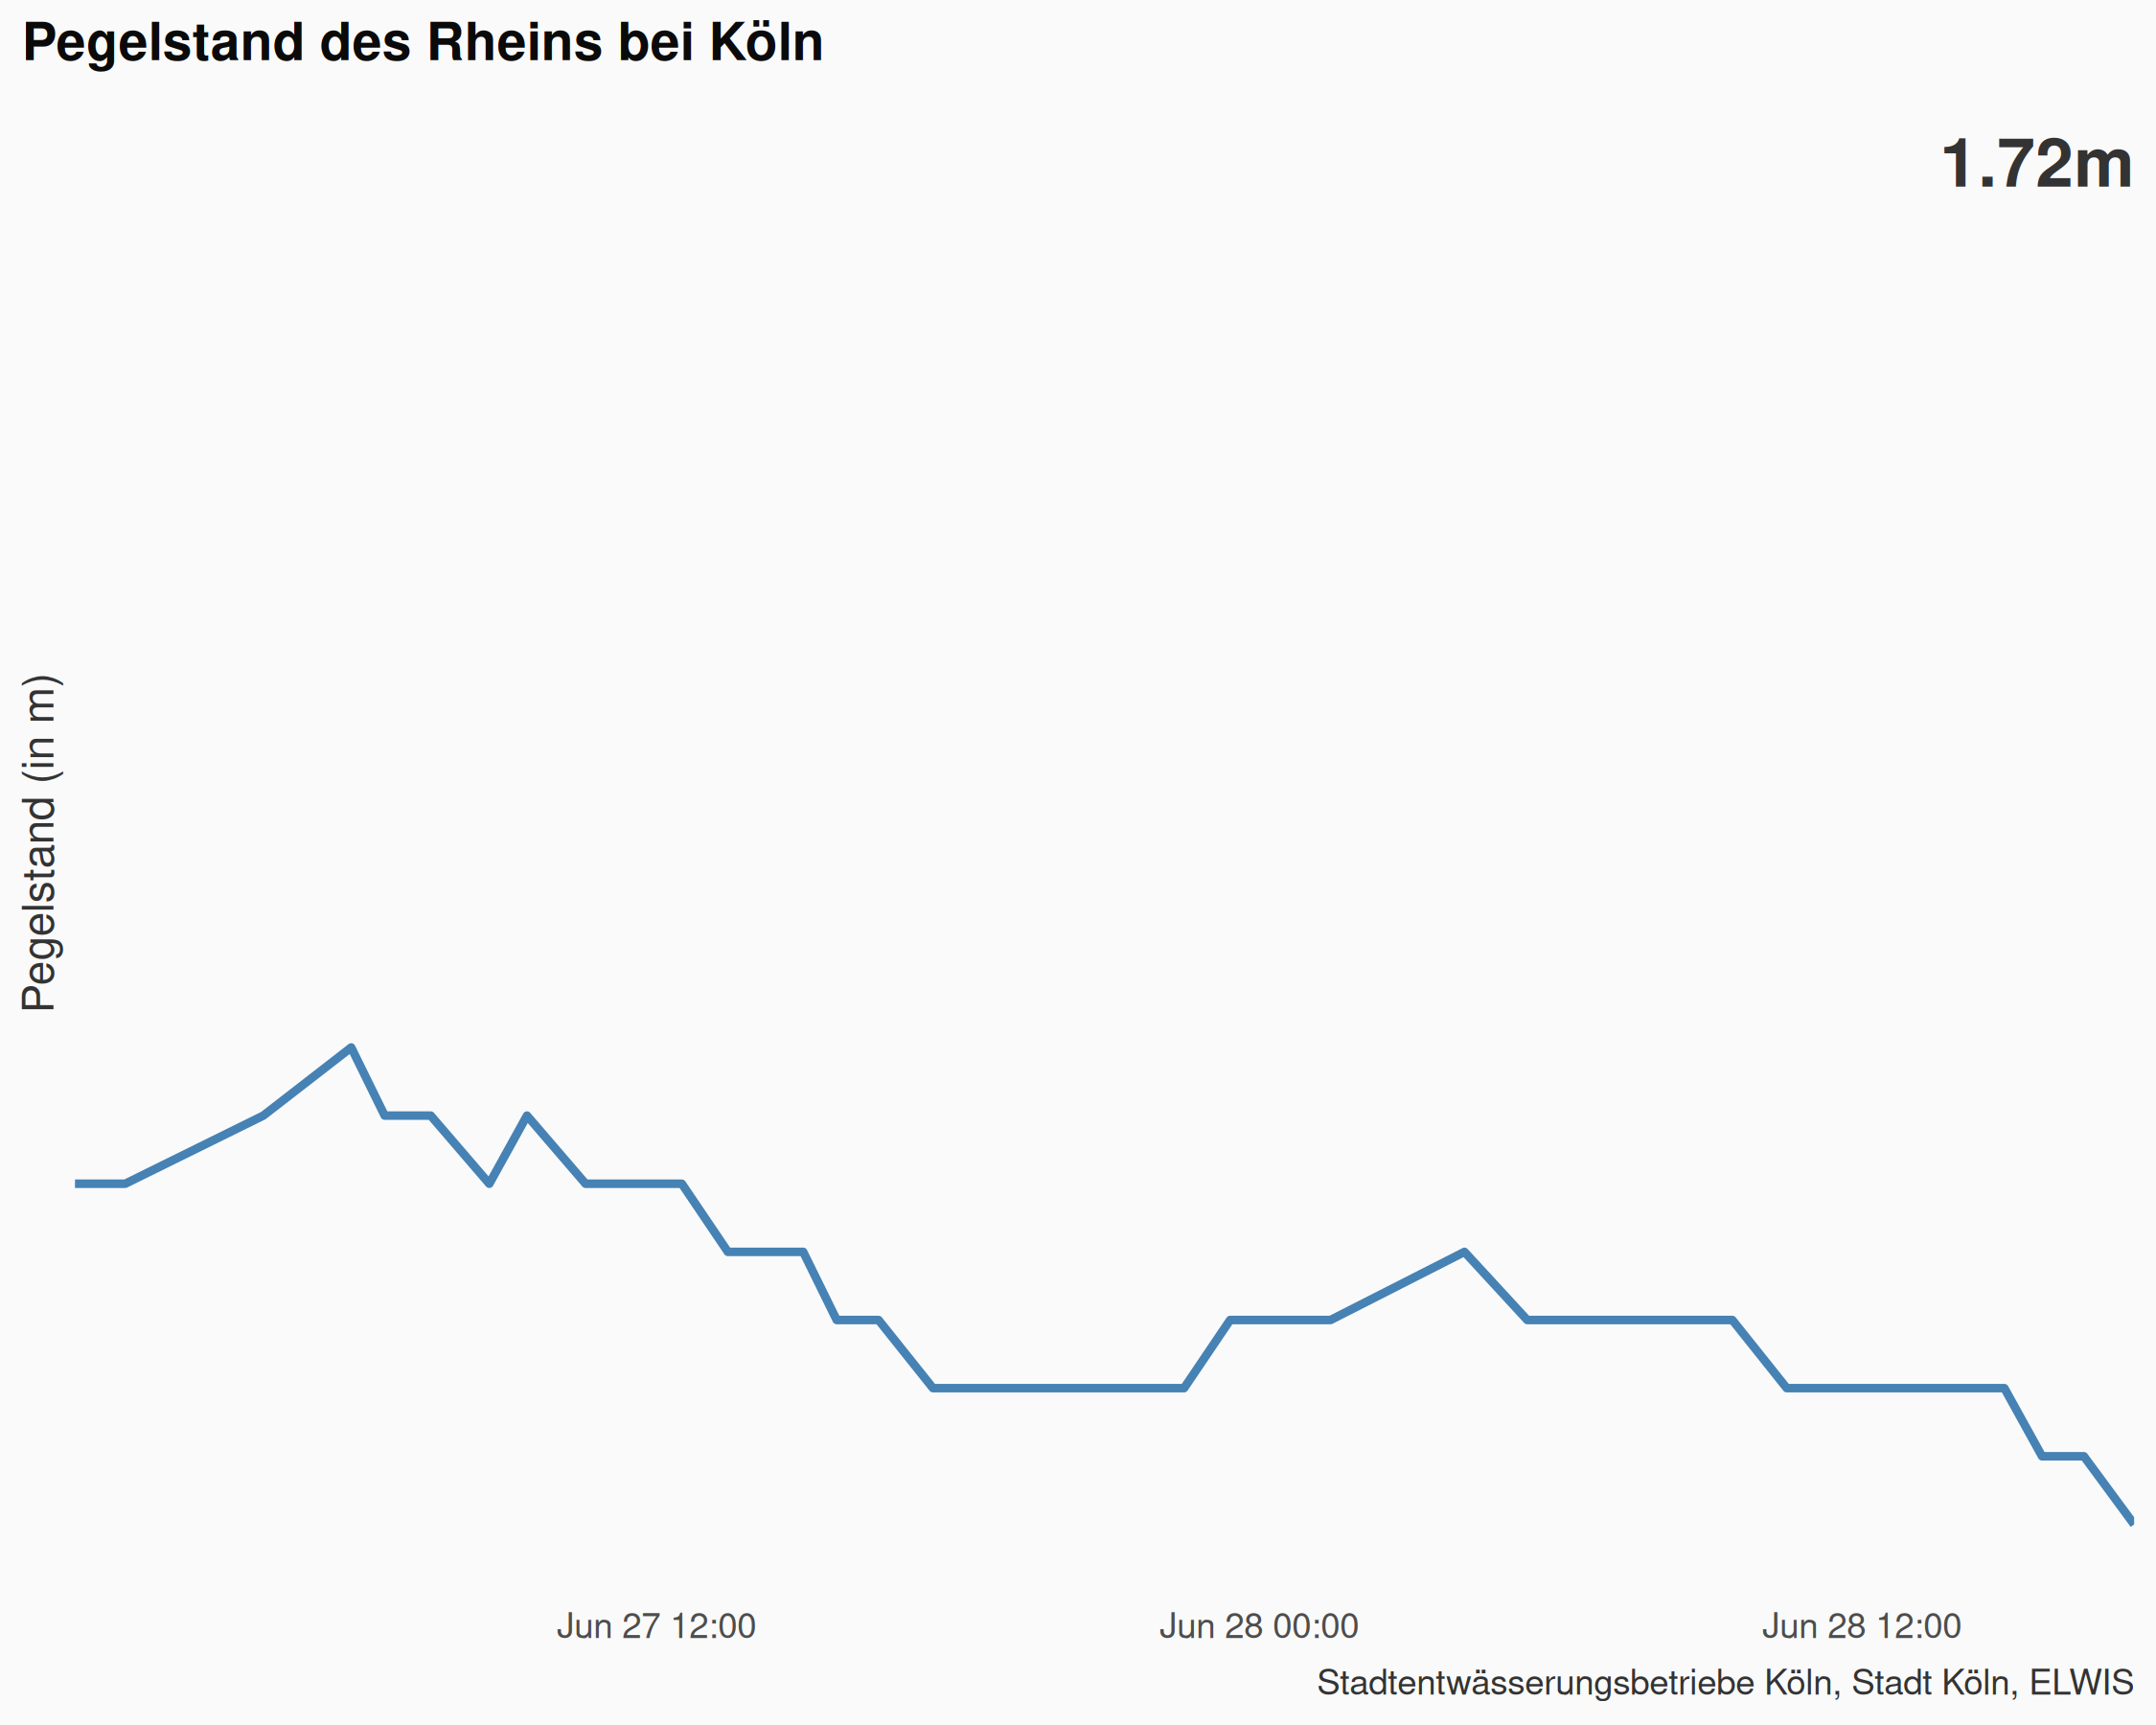 Pegelstand des Rheins bei Köln
1.72m
Pegelstand (in m)
Jun 27 12:00
Jun 28 00:00
Jun 28 12:00
Stadtentwässerungsbetriebe Köln, Stadt Köln, ELWIS